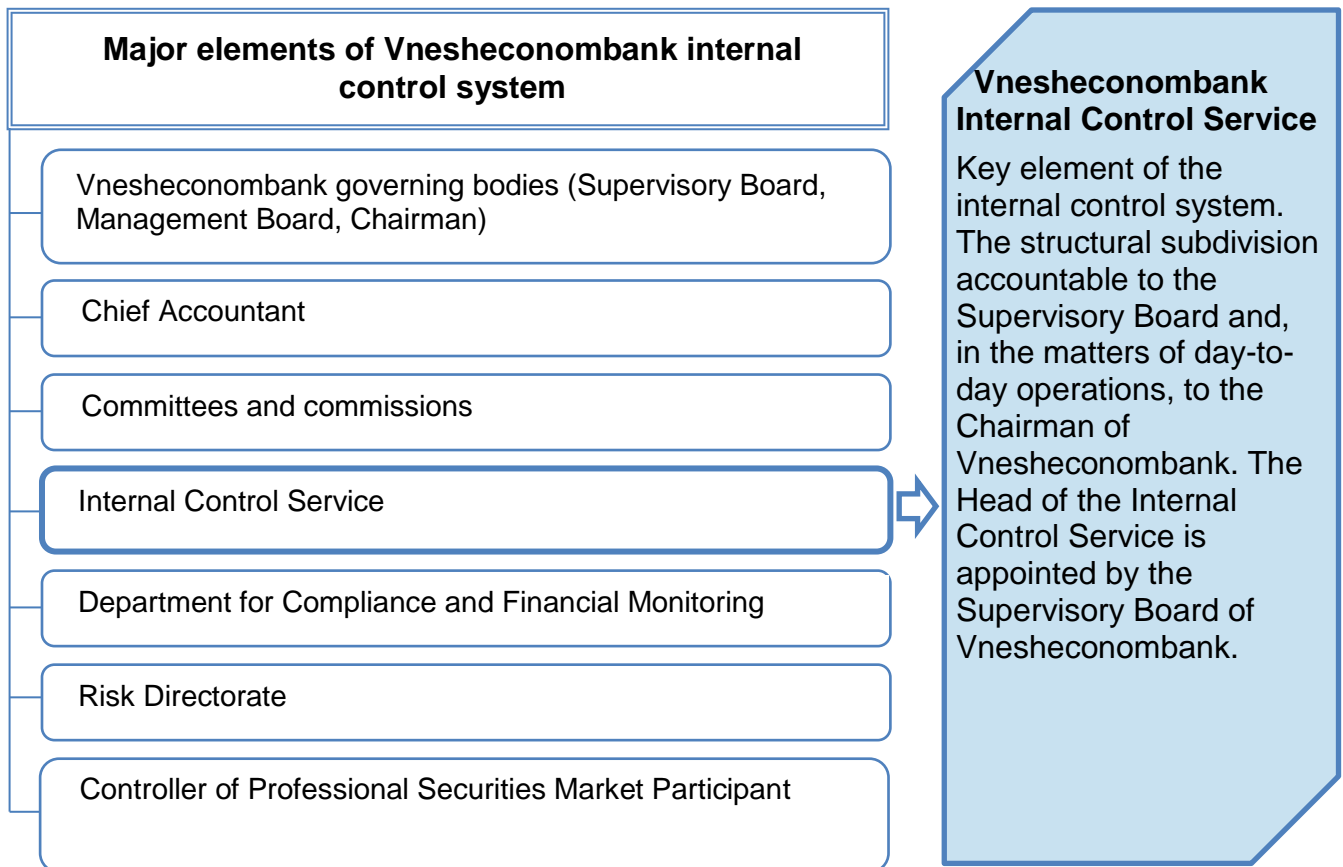 Major elements of Vnesheconombank internal
control system
Vnesheconombank governing bodies (Supervisory Board,
Management Board, Chairman)
Chief Accountant
Committees and commissions
Internal Control Service
Department for Compliance and Financial Monitoring
Risk Directorate
Controller of Professional Securities Market Participant
Vnesheconombank
Internal Control Service
Key element of the
internal control system.
The structural subdivision
accountable to the
Supervisory Board and,
in the matters of day-to-
day operations, to the
Chairman of
Vnesheconombank. The
Head of the Internal
Control Service is
appointed by the
Supervisory Board of
Vnesheconombank.